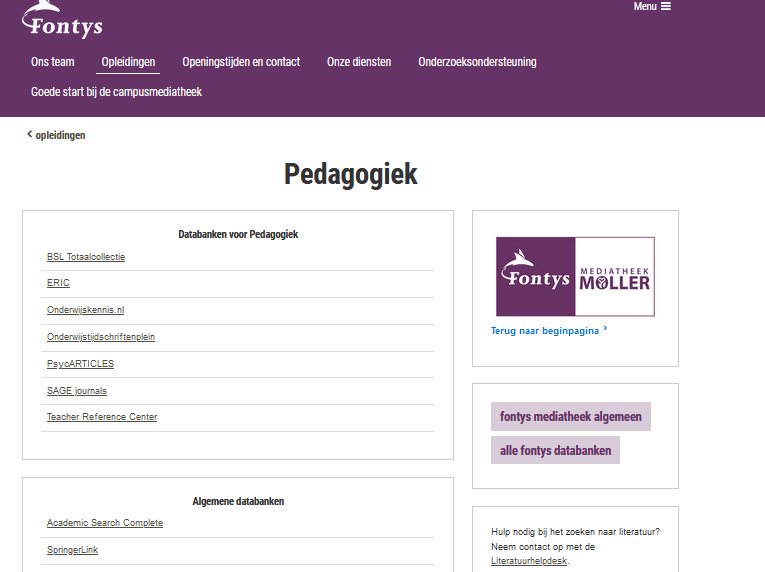 Fontys
Menu
Ons team
Opleidingen
Openingstijden en contact
Onze diensten
Onderzoeksondersteuning
Goede start bij de campusmediatheek
opleidingen
Pedagogiek
Databanken voor Pedagogiek
BSL Totaalcollectie
ERIC
Onderwijskennis.nl
Onderwijstijdschriftenplein
PsycARTICLES
SAGE journals
Teacher Reference Center
Algemene databanken
Academic Search Complete
SpringerLink
Fontys
MEDIATHEEK
MOLLER
Terug naar beginpagina
fontys mediatheek algemeen
alle fontys databanken
Hulp nodig bij het zoeken naar literatuur?
Neem contact op met de
Literatuurhelpdesk.